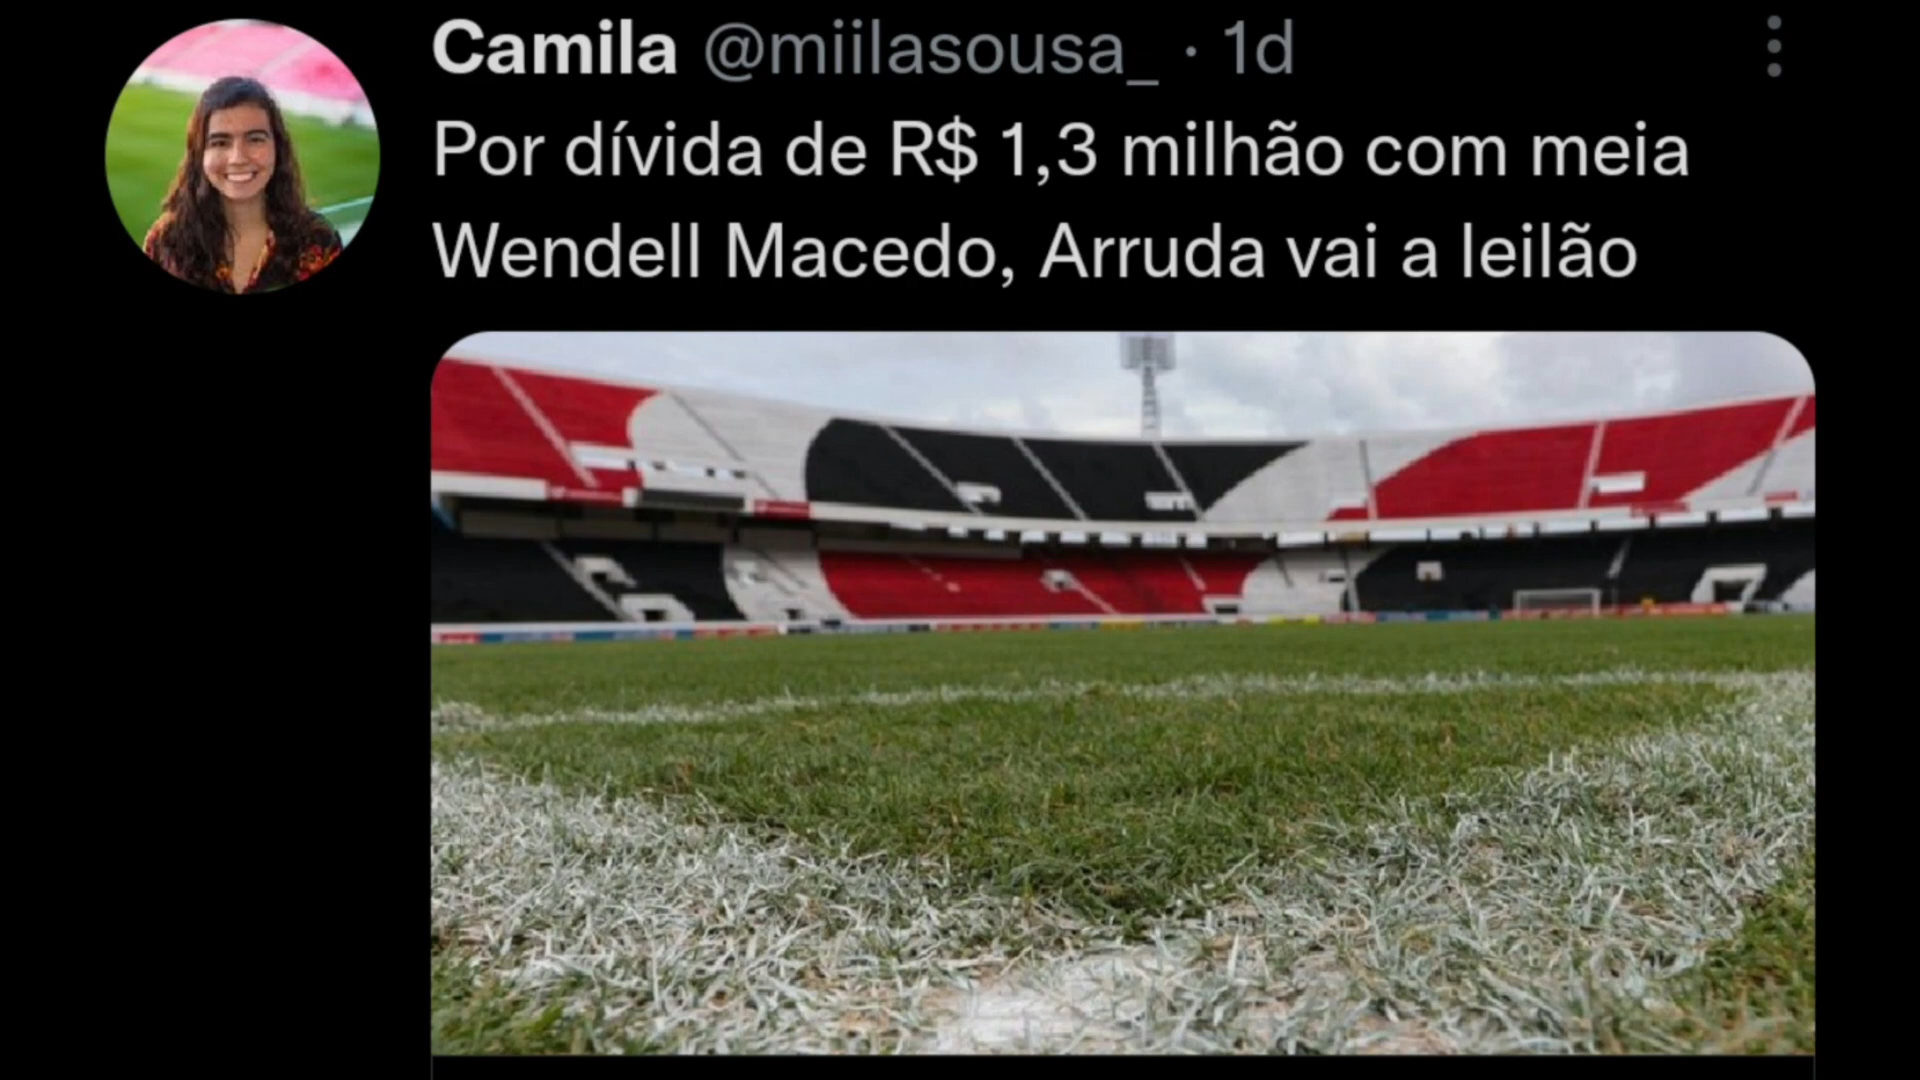 Camila @miilasousa_ · 1d
Por dívida de R$ 1,3 milhão com meia
Wendell Macedo, Arruda vai a leilão